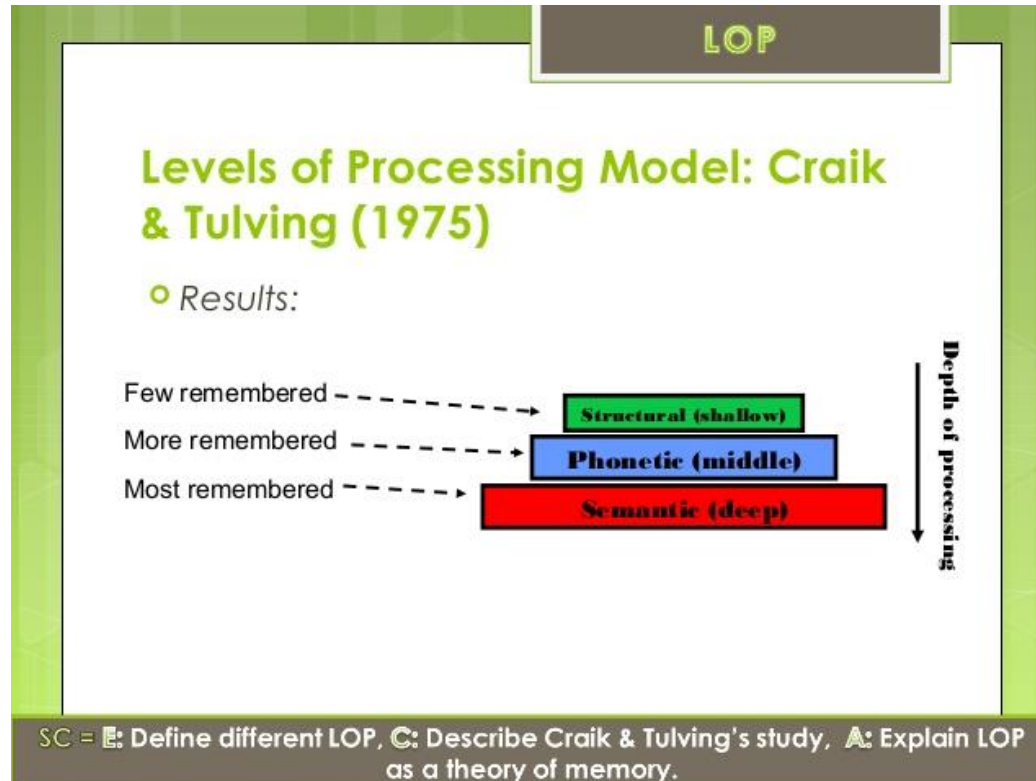 LOP
Levels of Processing Model: Craik
& Tulving (1975)
Results:
Few remembered
Structural (shallow)
More remembered
Phonetic (middle)
Most remembered
Semantic (deep)
Depth of processing
SC = E: Define different LOP, C: Describe Craik & Tulving's study, A: Explain LOP
as a theory of memory.